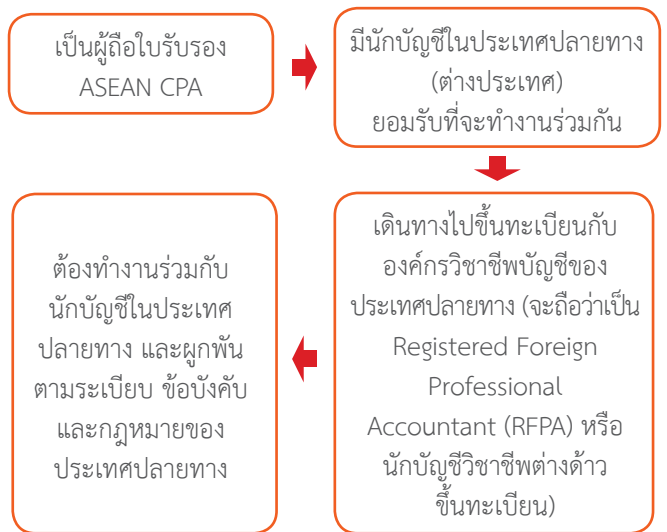 เป็นผู้ถือใบรับรอง
ASEAN CPA
มีนักบัญชีในประเทศปลายทาง
(ต่างประเทศ)
ยอมรับที่จะทำงานร่วมกัน
เดินทางไปขึ้นทะเบียนกับ
องค์กรวิชาชีพบัญชีของ
ประเทศปลายทาง (จะถือว่าเป็น
Registered Foreign
Professional
Accountant (RFPA) หรือ
นักบัญชีวิชาชีพต่างด้าว
ขึ้นทะเบียน)
ต้องทำงานร่วมกับ
นักบัญชีในประเทศ
ปลายทาง และผูกพัน
ตามระเบียบ ข้อบังคับ
และกฎหมายของ
ประเทศปลายทาง